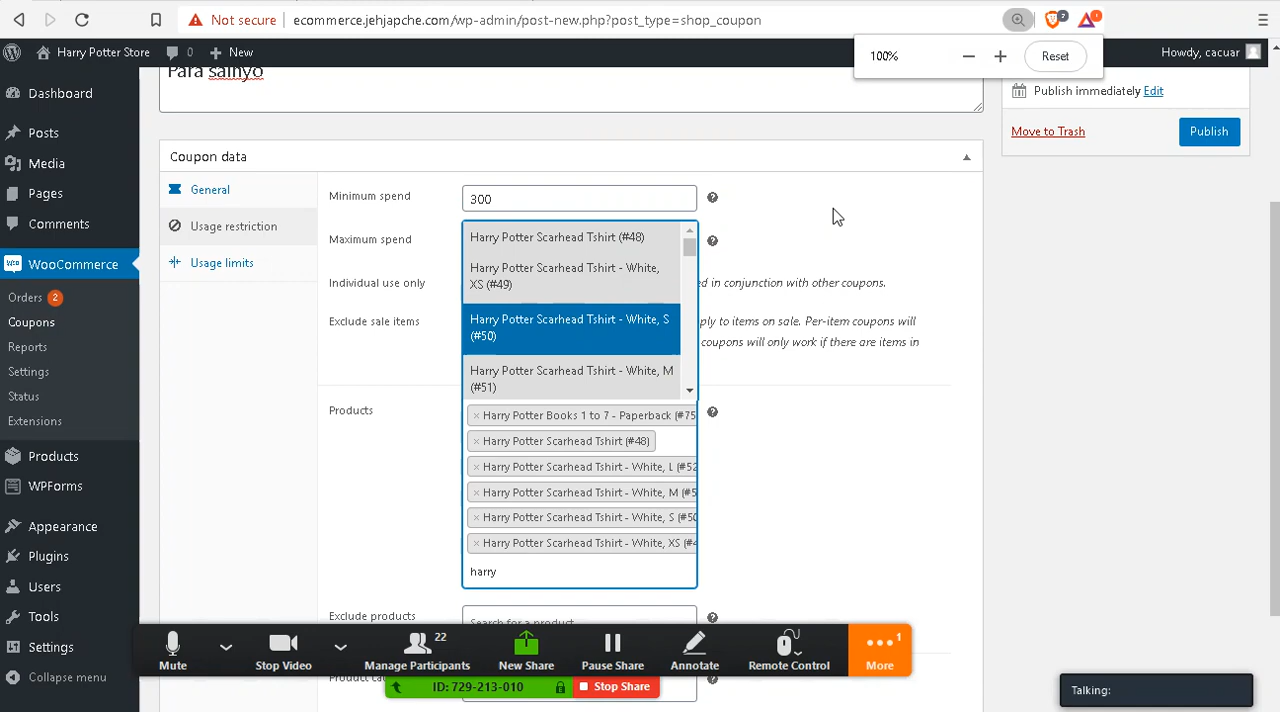 Not secure
ecommerce.jehjapche.com/wp-admin/post-new.php?post_type=shop_coupon
2
1
Harry Potter Store
0
New
Howdy, cacuar
100%
Reset
Para sainyo
Publish immediately Edit
Move to Trash
Publish
Dashboard
Posts
Media
Pages
Comments
WooCommerce
Orders 2
Coupons
Reports
Settings
Status
Extensions
Products
WPForms
Appearance
Plugins
Users
Tools
Settings
Collapse menu
Coupon data
General
Usage restriction
Usage limits
Minimum spend
300
Maximum spend
Individual use only
ed in conjunction with other coupons.
Exclude sale items
ply to items on sale. Per-item coupons will
coupons will only work if there are items in
Harry Potter Scarhead Tshirt (#48)
Harry Potter Scarhead Tshirt - White,
XS (#49)
Harry Potter Scarhead Tshirt - White, S
(#50)
Harry Potter Scarhead Tshirt - White, M
(#51)
Products
× Harry Potter Books 1 to 7 - Paperback (#75
× Harry Potter Scarhead Tshirt (#48)
× Harry Potter Scarhead Tshirt - White, L (#52
× Harry Potter Scarhead Tshirt - White, M (#5
× Harry Potter Scarhead Tshirt - White, S (#50
× Harry Potter Scarhead Tshirt - White, XS (#4
harry
Exclude products
Mute
Stop Video
22
Manage Participants
New Share
Pause Share
Annotate
Remote Control
1
More
ID: 729-213-010
Stop Share
Talking: